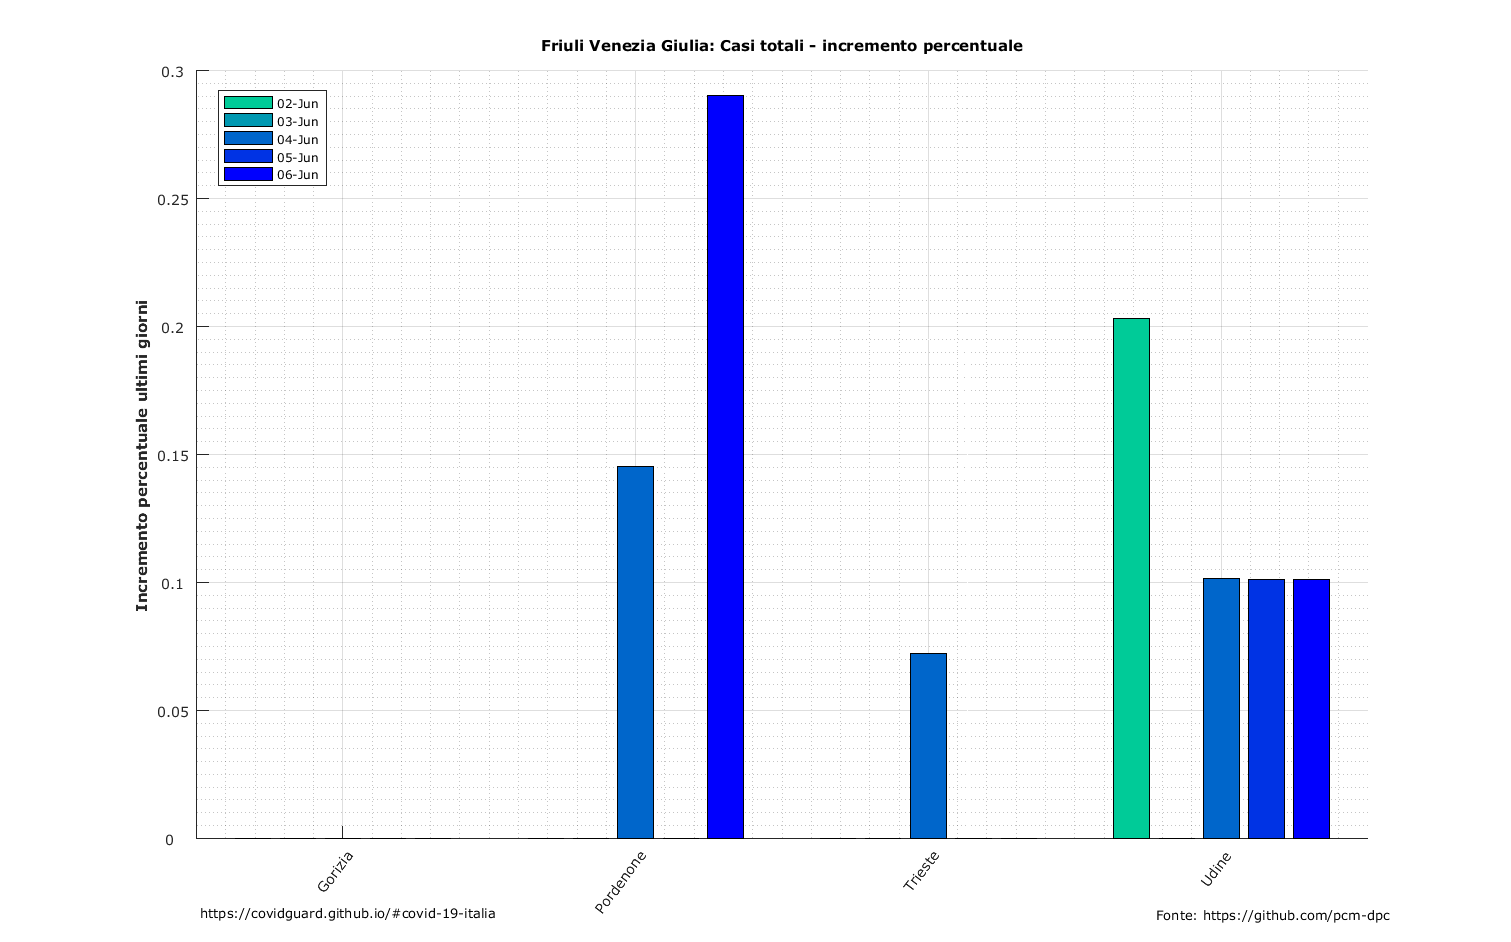 Friuli Venezia Giulia: Casi totali - incremento percentuale
0.3
0.25
0.2
0.15
0.1
0.05
0
Incremento percentuale ultimi giorni
02-Jun
03-Jun
04-Jun
05-Jun
06-Jun
Gorizia
Pordenone
Trieste
Udine
https://covidguard.github.io/#covid-19-italia
Fonte: https://github.com/pcm-dpc